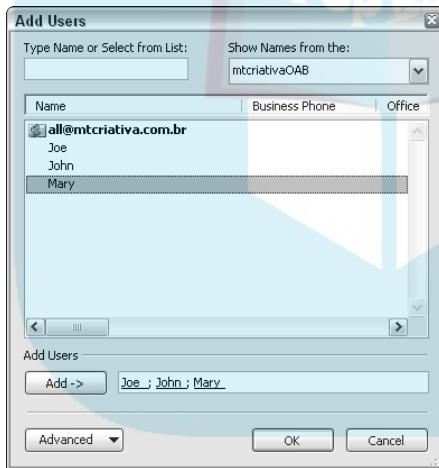 Add Users
Type Name or Select from List:
Show Names from the:
mtcriativaOAB
Name Business Phone Office
all@mtcriativa.com.br
Joe
John
Mary
Add Users
Add -> Joe ; John ; Mary
Advanced OK Cancel